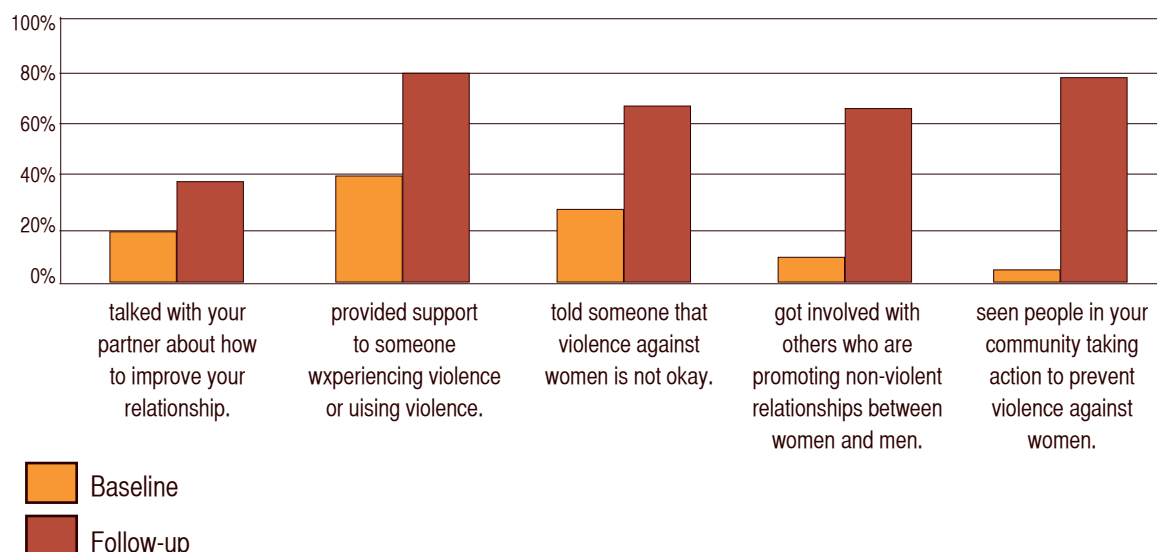 100%
80%
60%
40%
20%
0%
talked with your
partner about how
to improve your
relationship.
provided support
to someone
wxperiencing violence
or uising violence.
told someone that
violence against
women is not okay.
got involved with
others who are
promoting non-violent
relationships between
women and men.
seen people in your
community taking
action to prevent
violence against
women.
Baseline
Follow-up